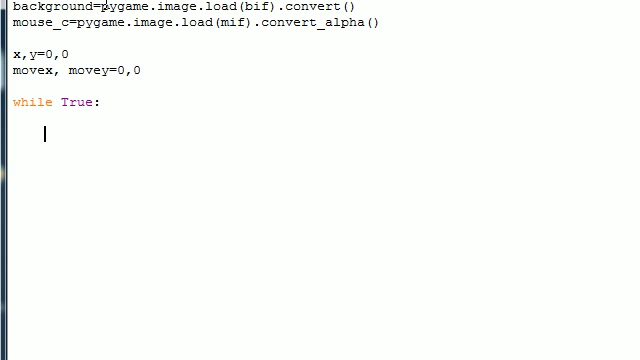 background=pygame.image.load(bif).convert()
mouse_c=pygame.image.load(mif).convert_alpha()
x,y=0,0
movex, movey=0,0
while True: